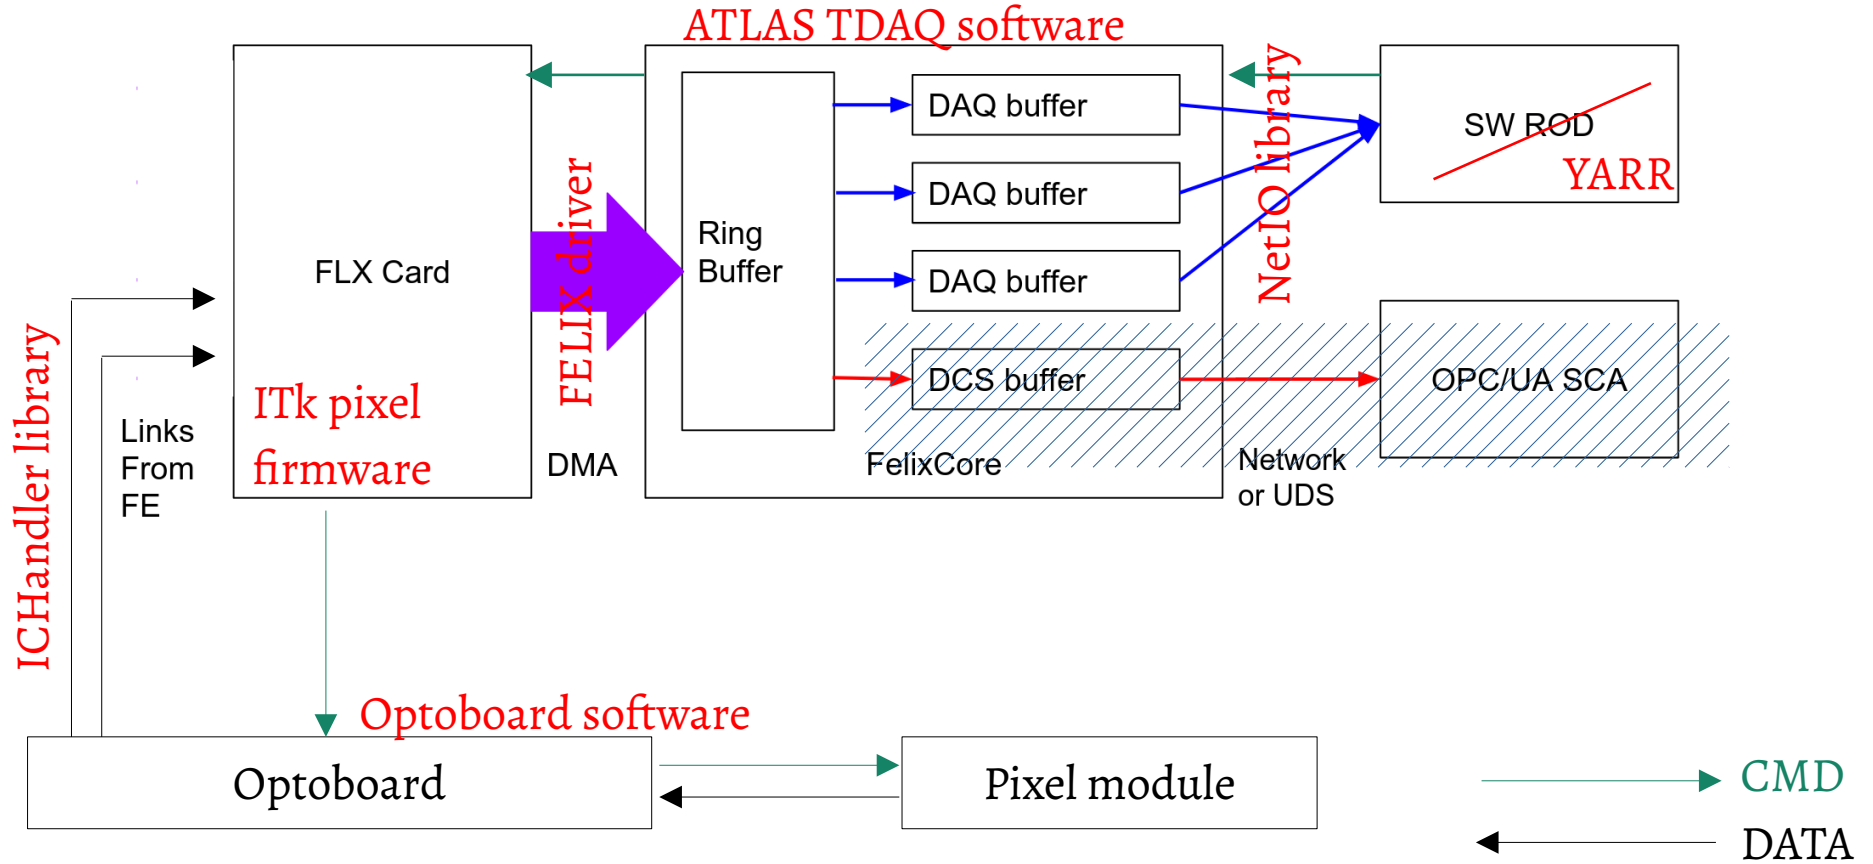 ATLAS TDAQ software
FLX Card
ITk pixel
firmware
FELIX driver
DMA
Ring
Buffer
DAQ buffer
DAQ buffer
DAQ buffer
DCS buffer
FelixCore
NetIO library
Network
or UDS
SW ROD
YARR
OPC/UA SCA
ICHandler library
Links
From
FE
Optoboard software
Optoboard
Pixel module
CMD
DATA